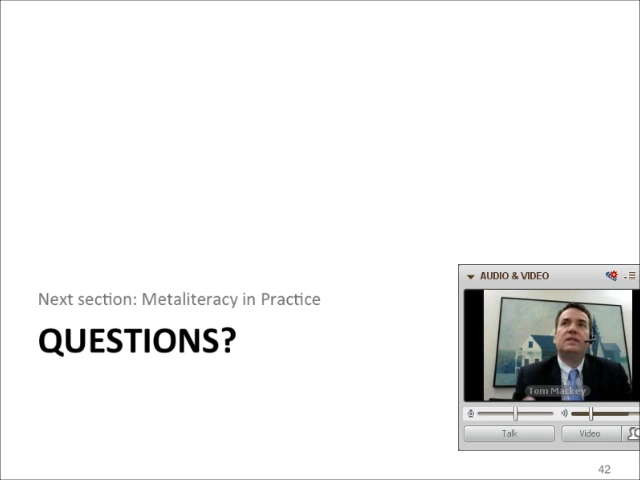 Next section: Metaliteracy in Practice
QUESTIONS?
AUDIO & VIDEO
Tom Mackey
Talk
Video
42